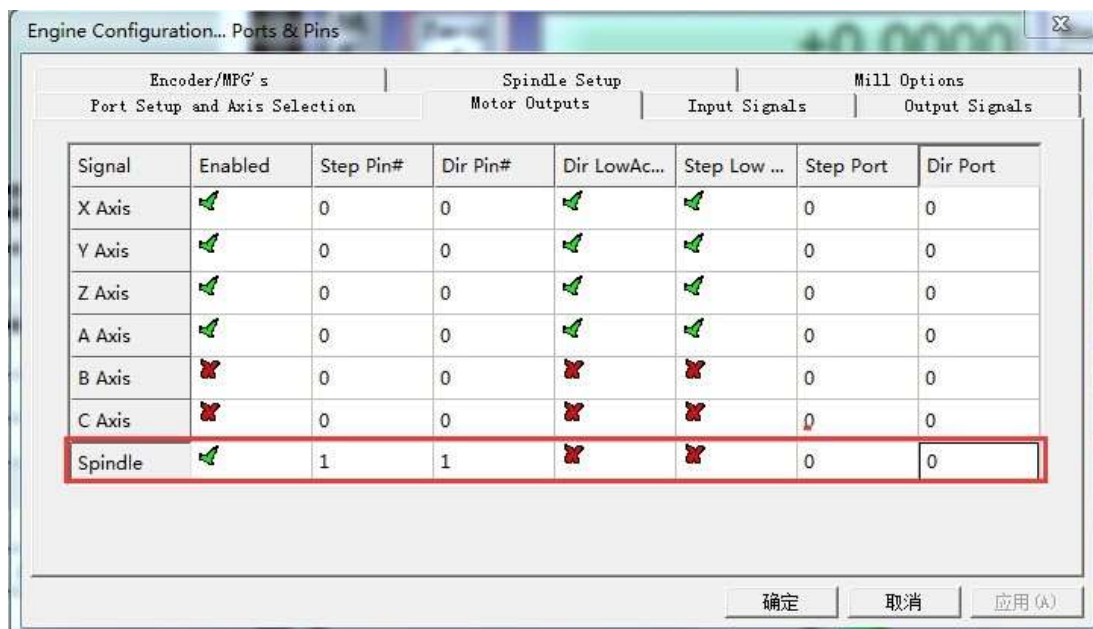 Engine Configuration... Ports & Pins
+0.0000
Encoder/MPG's Spindle Setup Mill Options
Port Setup and Axis Selection Motor Outputs Input Signals Output Signals
Signal Enabled Step Pin# Dir Pin# Dir LowAc... Step Low ... Step Port Dir Port
X Axis 0 0 0 0
Y Axis 0 0 0 0
Z Axis 0 0 0 0
A Axis 0 0 0 0
B Axis 0 0 0 0
C Axis 0 0 0 0
Spindle 1 1 0 0
确定 取消 应用(A)